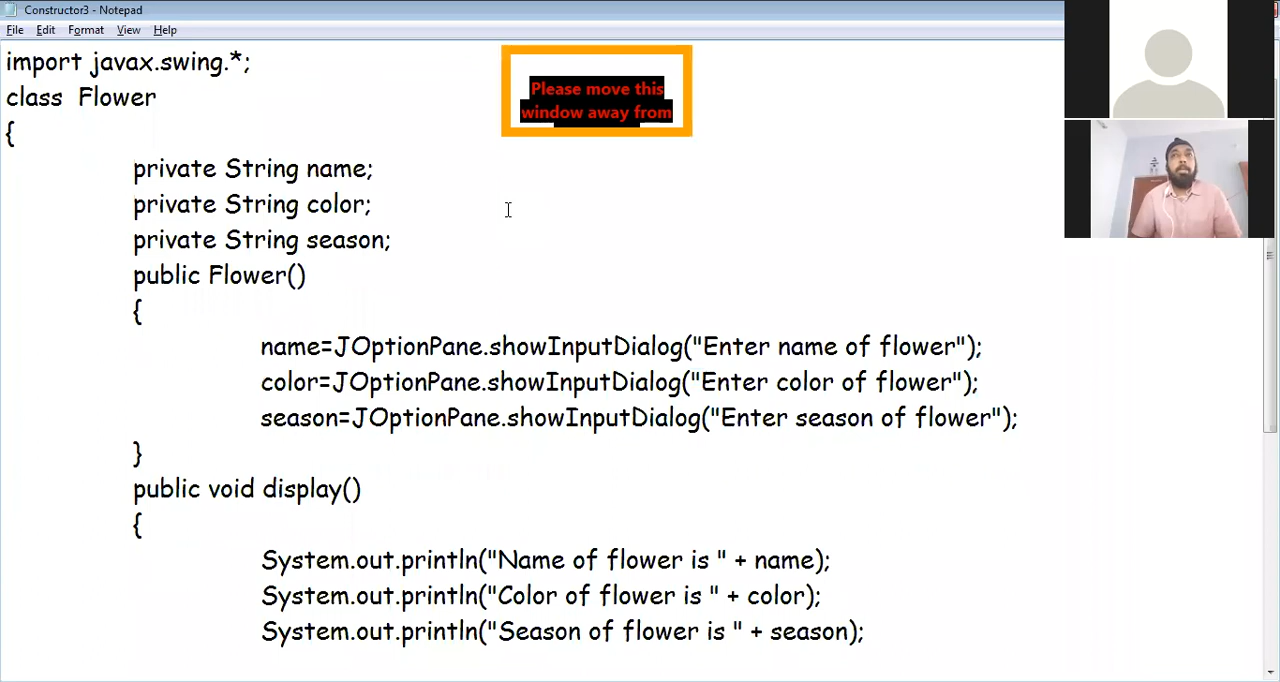 Constructor3 - Notepad
File Edit Format View Help
import javax.swing.*;
class Flower
{
private String name;
private String color;
private String season;
public Flower()
{
name=JOptionPane.showInputDialog("Enter name of flower");
color=JOptionPane.showInputDialog("Enter color of flower");
season=JOptionPane.showInputDialog("Enter season of flower");
}
public void display()
{
System.out.println("Name of flower is " + name);
System.out.println("Color of flower is " + color);
System.out.println("Season of flower is " + season);
Please move this
window away from